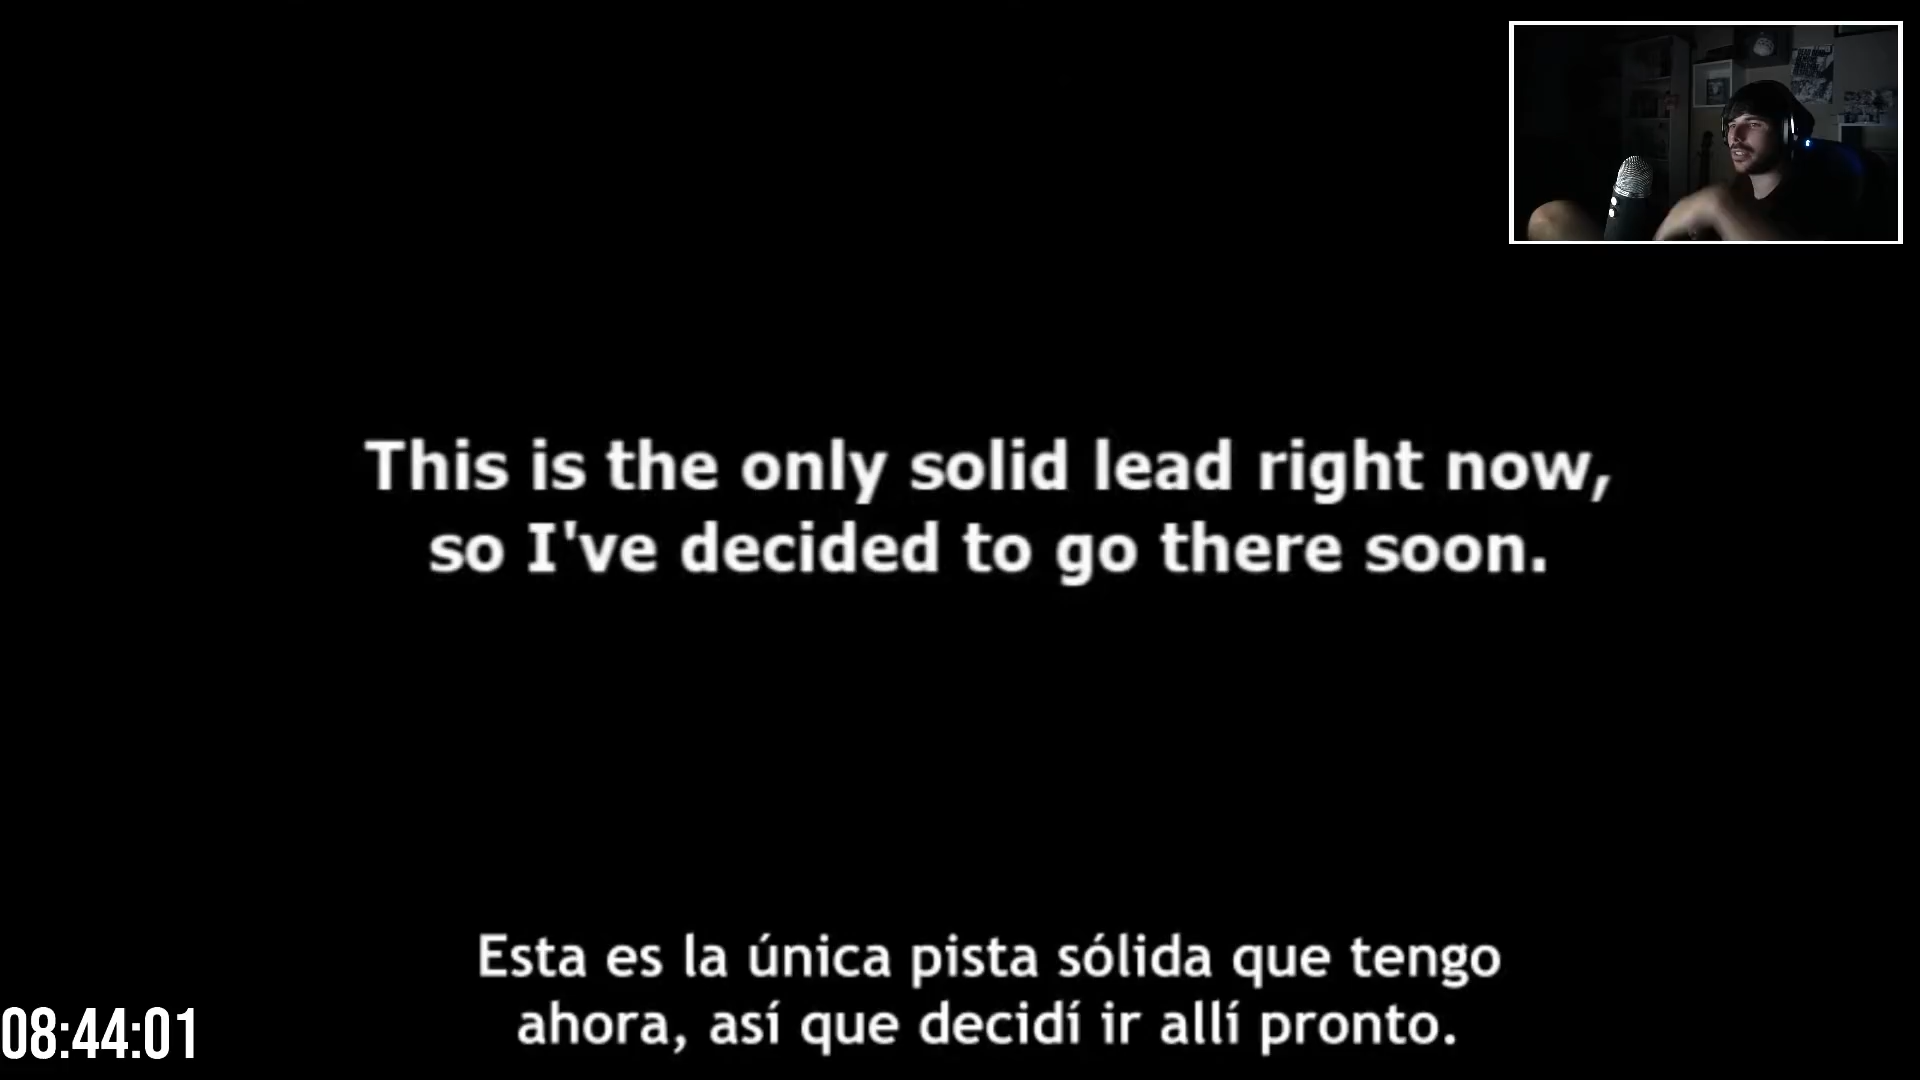 This is the only solid lead right now,
so I've decided to go there soon.
Esta es la única pista sólida que tengo
ahora, así que decidí ir allí pronto.
08:44:01